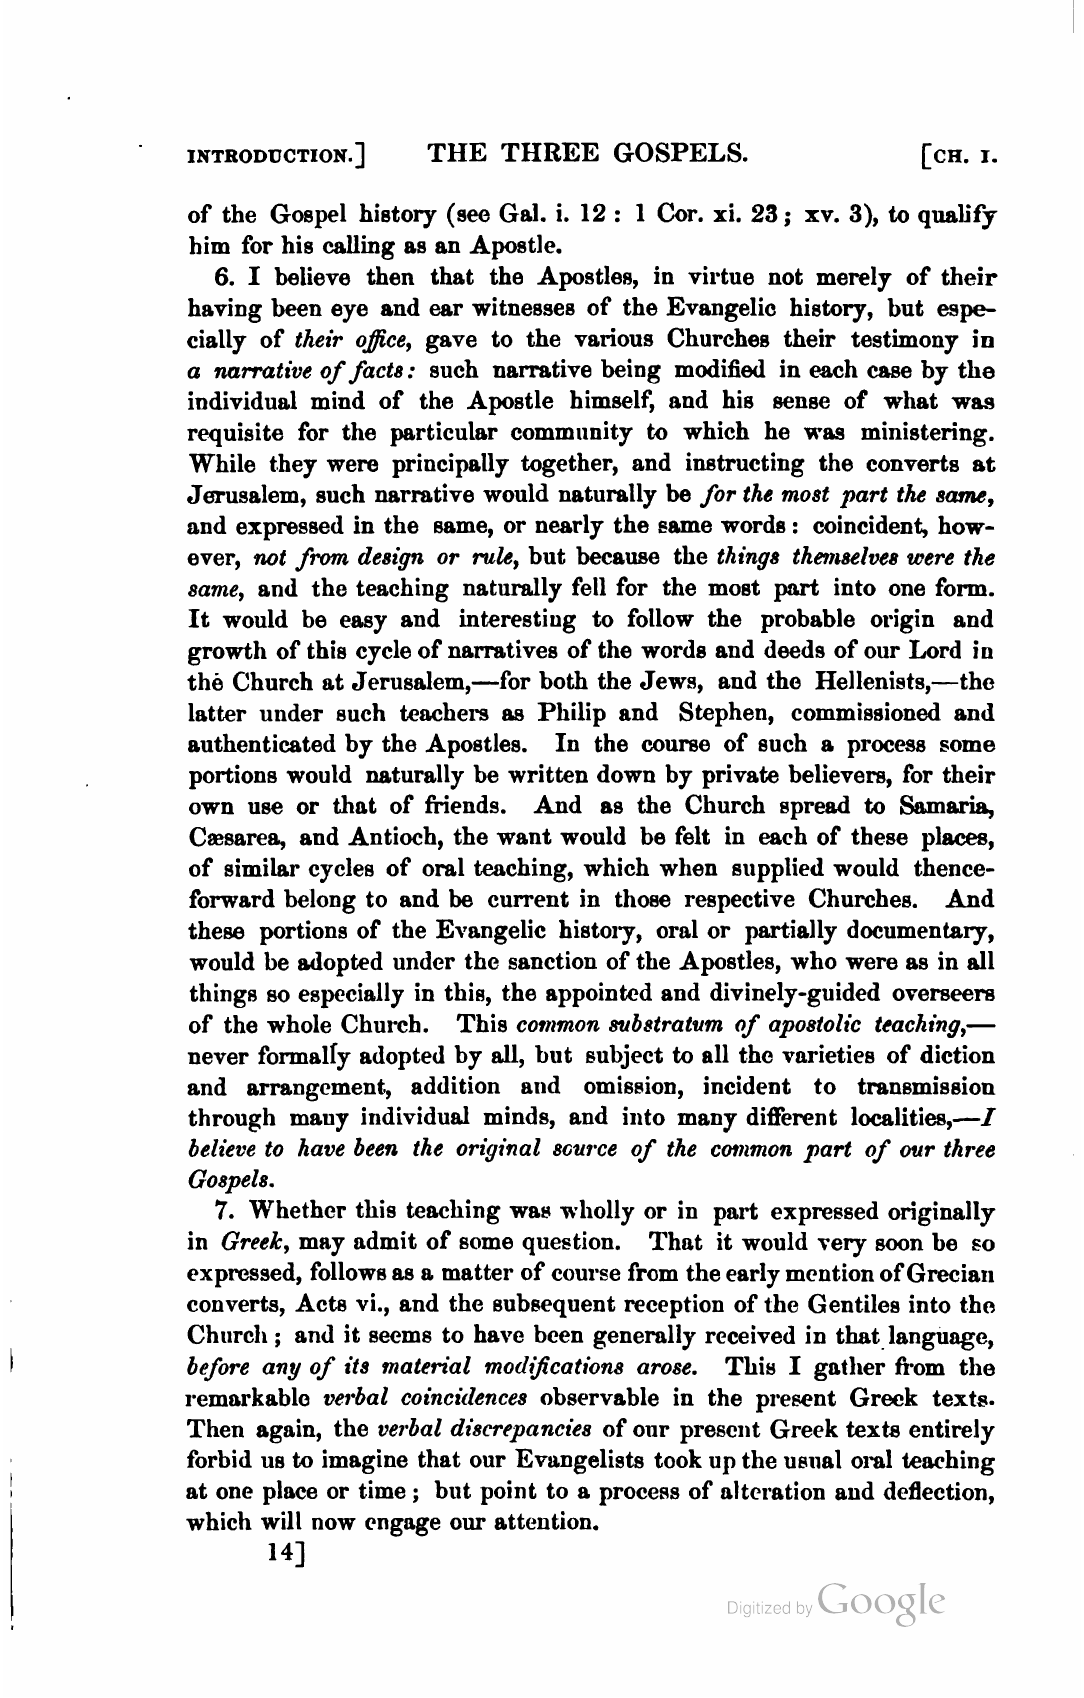 INTRODUCTION.] THE THREE GOSPELS. [CH. I.
of the Gospel history (see Gal. i. 12 : 1 Cor. xi. 23 ; xv. 3), to qualify
him for his calling as an Apostle.
6. I believe then that the Apostles, in virtue not merely of their
having been eye and ear witnesses of the Evangelic history, but espe-
cially of their office, gave to the various Churches their testimony in
a narrative of facts : such narrative being modified in each case by the
individual mind of the Apostle himself, and his sense of what was
requisite for the particular community to which he was ministering.
While they were principally together, and instructing the converts at
Jerusalem, such narrative would naturally be for the most part the same,
and expressed in the same, or nearly the same words : coincident, how-
ever, not from design or rule, but because the things themselves were the
same, and the teaching naturally fell for the most part into one form.
It would be easy and interesting to follow the probable origin and
growth of this cycle of narratives of the words and deeds of our Lord in
the Church at Jerusalem,—for both the Jews, and the Hellenists,—the
latter under such teachers as Philip and Stephen, commissioned and
authenticated by the Apostles. In the course of such a process some
portions would naturally be written down by private believers, for their
own use or that of friends. And as the Church spread to Samaria,
Cæsarea, and Antioch, the want would be felt in each of these places,
of similar cycles of oral teaching, which when supplied would thence-
forward belong to and be current in those respective Churches. And
these portions of the Evangelic history, oral or partially documentary,
would be adopted under the sanction of the Apostles, who were as in all
things so especially in this, the appointed and divinely-guided overseers
of the whole Church. This common substratum of apostolic teaching,—
never formally adopted by all, but subject to all the varieties of diction
and arrangement, addition and omission, incident to transmission
through many individual minds, and into many different localities,—I
believe to have been the original source of the common part of our three
Gospels.
7. Whether this teaching was wholly or in part expressed originally
in Greek, may admit of some question. That it would very soon be so
expressed, follows as a matter of course from the early mention of Grecian
converts, Acts vi., and the subsequent reception of the Gentiles into the
Church ; and it seems to have been generally received in that language,
before any of its material modifications arose. This I gather from the
remarkable verbal coincidences observable in the present Greek texts.
Then again, the verbal discrepancies of our present Greek texts entirely
forbid us to imagine that our Evangelists took up the usual oral teaching
at one place or time ; but point to a process of alteration and deflection,
which will now engage our attention.
14]
Digitized by Google